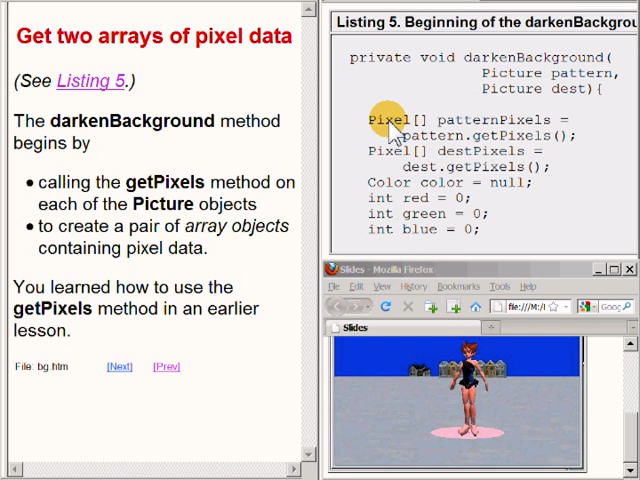 Get two arrays of pixel data
(See Listing 5.)
The darkenBackground method
begins by
• calling the getPixels method on
each of the Picture objects
• to create a pair of array objects
containing pixel data.
You learned how to use the
getPixels method in an earlier
lesson.
File: bg.htm [Next] [Prev]
Listing 5. Beginning of the darkenBackgrou
private void darkenBackground(
Picture pattern,
Picture dest){
Pixel[] patternPixels =
pattern.getPixels();
Pixel[] destPixels =
dest.getPixels();
Color color = null;
int red = 0;
int green = 0;
int blue = 0;
Slides - Mozilla Firefox
File Edit View History Bookmarks Tools Help
file:///M:/ Goog
Slides